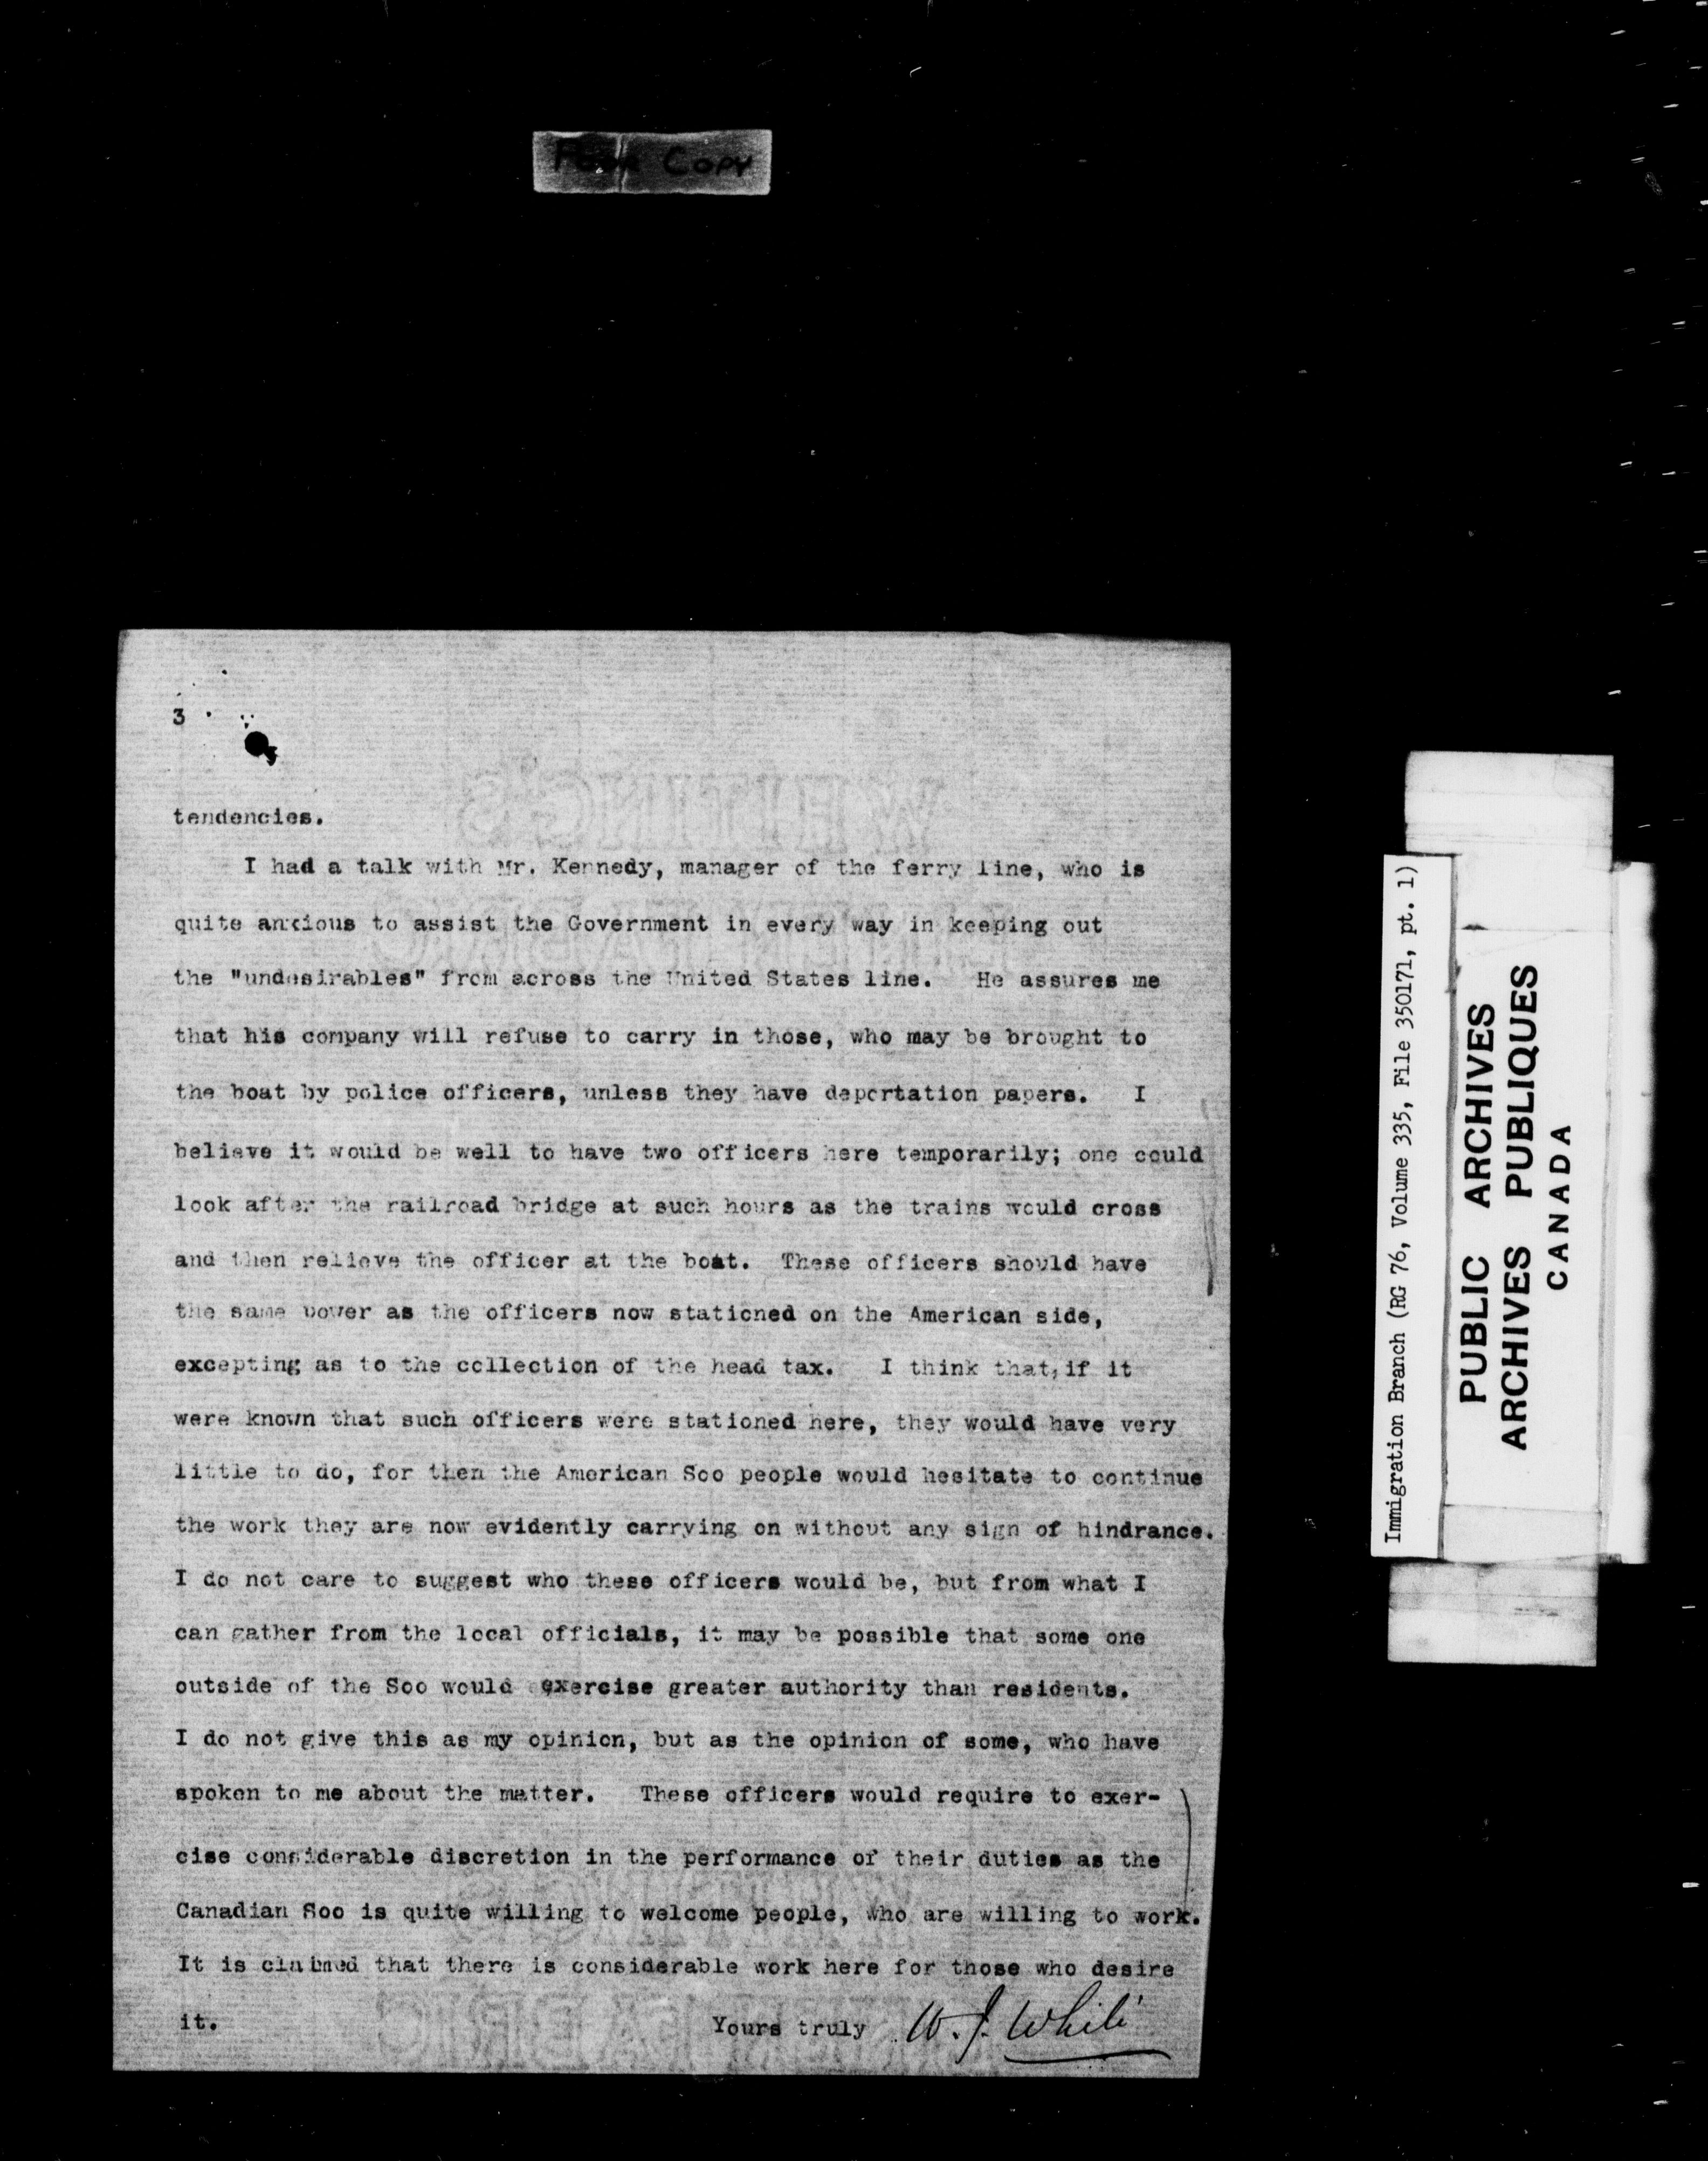 Poor Copy
3
tendencies.
I had a talk with Mr. Kennedy, manager of the ferry line, who is
quite anxious to assist the Government in every way in keeping out
the "undesirables" from across the United States line. He assures me
that his company will refuse to carry in those, who may be brought to
the boat by police officers, unless they have deportation papers. I
believe it would be well to have two officers here temporarily; one could
look after the railroad bridge at such hours as the trains would cross
and then relieve the officer at the boat. These officers should have
the same power as the officers now stationed on the American side,
excepting as to the collection of the head tax. I think that, if it
were known that such officers were stationed here, they would have very
little to do, for then the American Soo people would hesitate to continue
the work they are now evidently carrying on without any sign of hindrance.
I do not care to suggest who these officers would be, but from what I
can gather from the local officials, it may be possible that some one
outside of the Soo would exercise greater authority than residents.
I do not give this as my opinion, but as the opinion of some, who have
spoken to me about the matter. These officers would require to exer-
cise considerable discretion in the performance of their duties as the
Canadian Soo is quite willing to welcome people, who are willing to work.
It is claimed that there is considerable work here for those who desire
it. Yours truly W. J. White
Immigration Branch (RG 76, Volume 335, File 350171, pt. 1)
PUBLIC ARCHIVES
ARCHIVES PUBLIQUES
CANADA